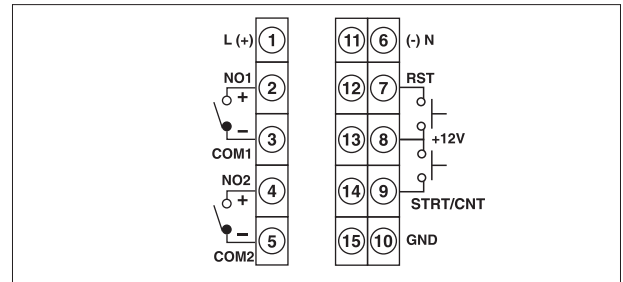 L (+) 1 11 6 (-) N
NO1 2 12 7 RST
+
− 3 13 8 +12V
COM1
NO2 4 14 9
+ STRT/CNT
− 5 15 10 GND
COM2